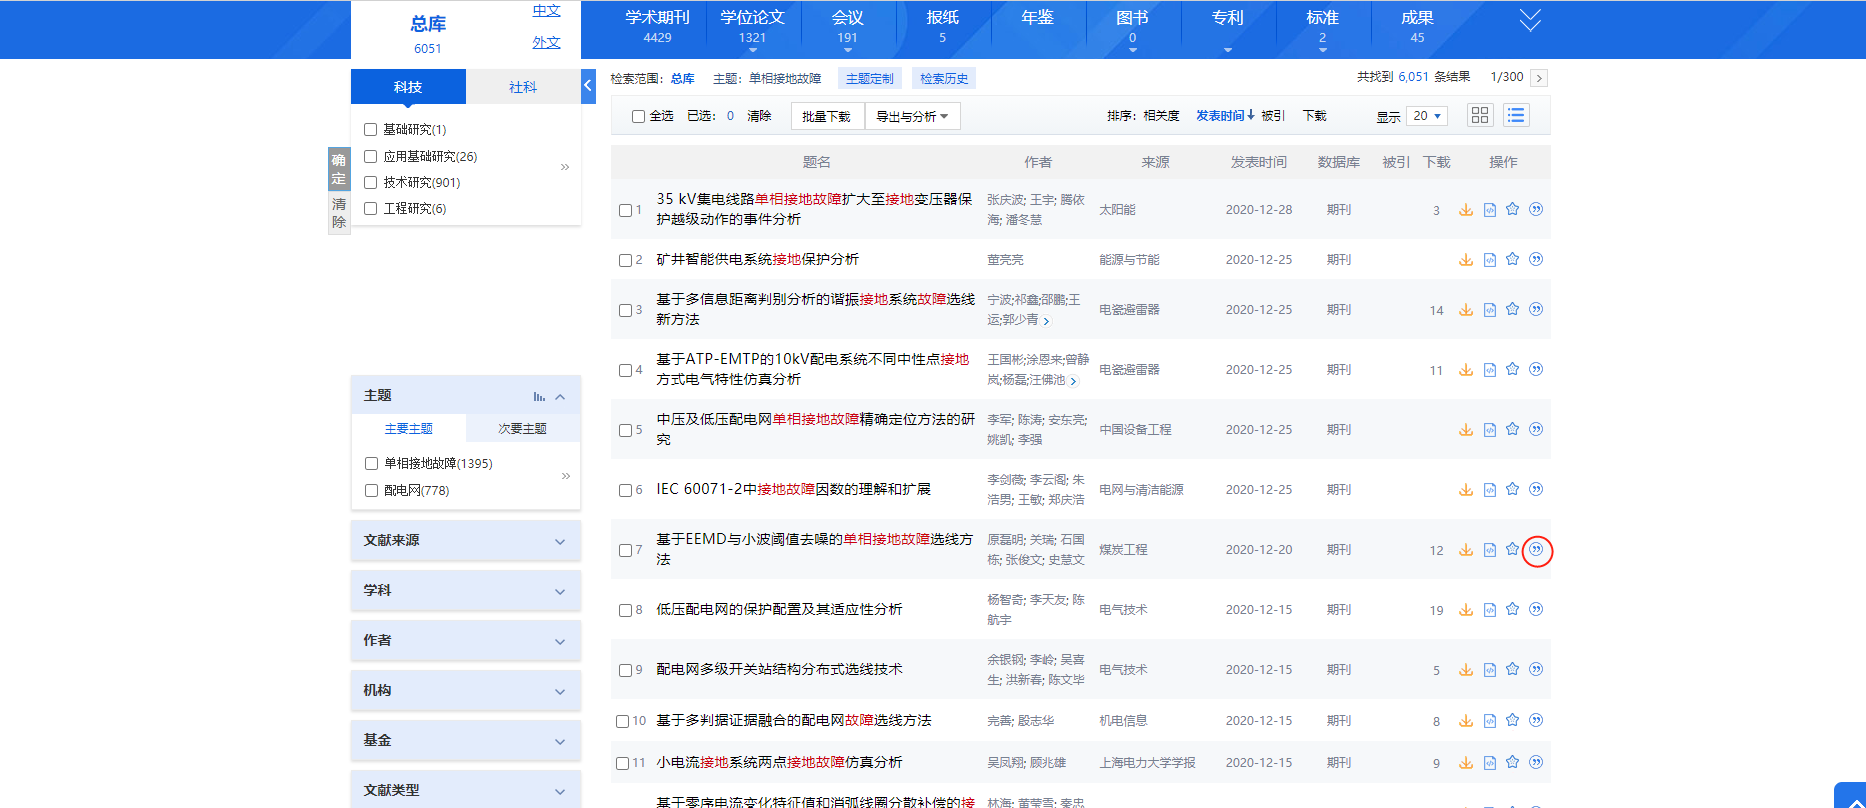 总库
6051
中文
外文
学术期刊
4429
学位论文
1321
会议
191
报纸
5
年鉴
图书
0
专利
标准
2
成果
45
科技
社科
基础研究(1)
应用基础研究(26)
技术研究(901)
工程研究(6)
»
确定
清除
检索范围：总库 主题：单相接地故障 主题定制 检索历史
共找到 6,051 条结果 1/300 >
全选 已选：0 清除 批量下载 导出与分析
排序：相关度 发表时间↓ 被引 下载
显示 20
题名 作者 来源 发表时间 数据库 被引 下载 操作
1 35 kV集电线路单相接地故障扩大至接地变压器保
护越级动作的事件分析
张庆波; 王宇; 腾依
海; 潘冬慧
太阳能 2020-12-28 期刊 3
2 矿井智能供电系统接地保护分析 董亮亮 能源与节能 2020-12-25 期刊
3 基于多信息距离判别分析的谐振接地系统故障选线
新方法
宁波;祁鑫;邵鹏;王
运;郭少青
电瓷避雷器 2020-12-25 期刊 14
4 基于ATP-EMTP的10kV配电系统不同中性点接地
方式电气特性仿真分析
王国彬;涂恩来;曾静
岚;杨磊;汪佛池
电瓷避雷器 2020-12-25 期刊 11
5 中压及低压配电网单相接地故障精确定位方法的研
究
李军; 陈涛; 安东亮;
姚凯; 李强
中国设备工程 2020-12-25 期刊
6 IEC 60071-2中接地故障因数的理解和扩展
李剑薇; 李云阁; 朱
浩男; 王敏; 郑庆浩
电网与清洁能源 2020-12-25 期刊
7 基于EEMD与小波阈值去噪的单相接地故障选线方
法
原磊明; 关瑞; 石国
栋; 张俊文; 史慧文
煤炭工程 2020-12-20 期刊 12
8 低压配电网的保护配置及其适应性分析
杨智奇; 李天友; 陈
航宇
电气技术 2020-12-15 期刊 19
9 配电网多级开关站结构分布式选线技术
余银钢; 李岭; 吴喜
生; 洪新春; 陈文毕
电气技术 2020-12-15 期刊 5
10 基于多判据证据融合的配电网故障选线方法 完善; 殷志华 机电信息 2020-12-15 期刊 8
11 小电流接地系统两点接地故障仿真分析 吴凤翔; 顾兆雄 上海电力大学学报 2020-12-15 期刊 9
基于零序电流变化特征值和消弧线圈分散补偿的接
林海; 黄荣雪; 秦忠
主题
主要主题
次要主题
单相接地故障(1395)
配电网(778)
»
文献来源
学科
作者
机构
基金
文献类型